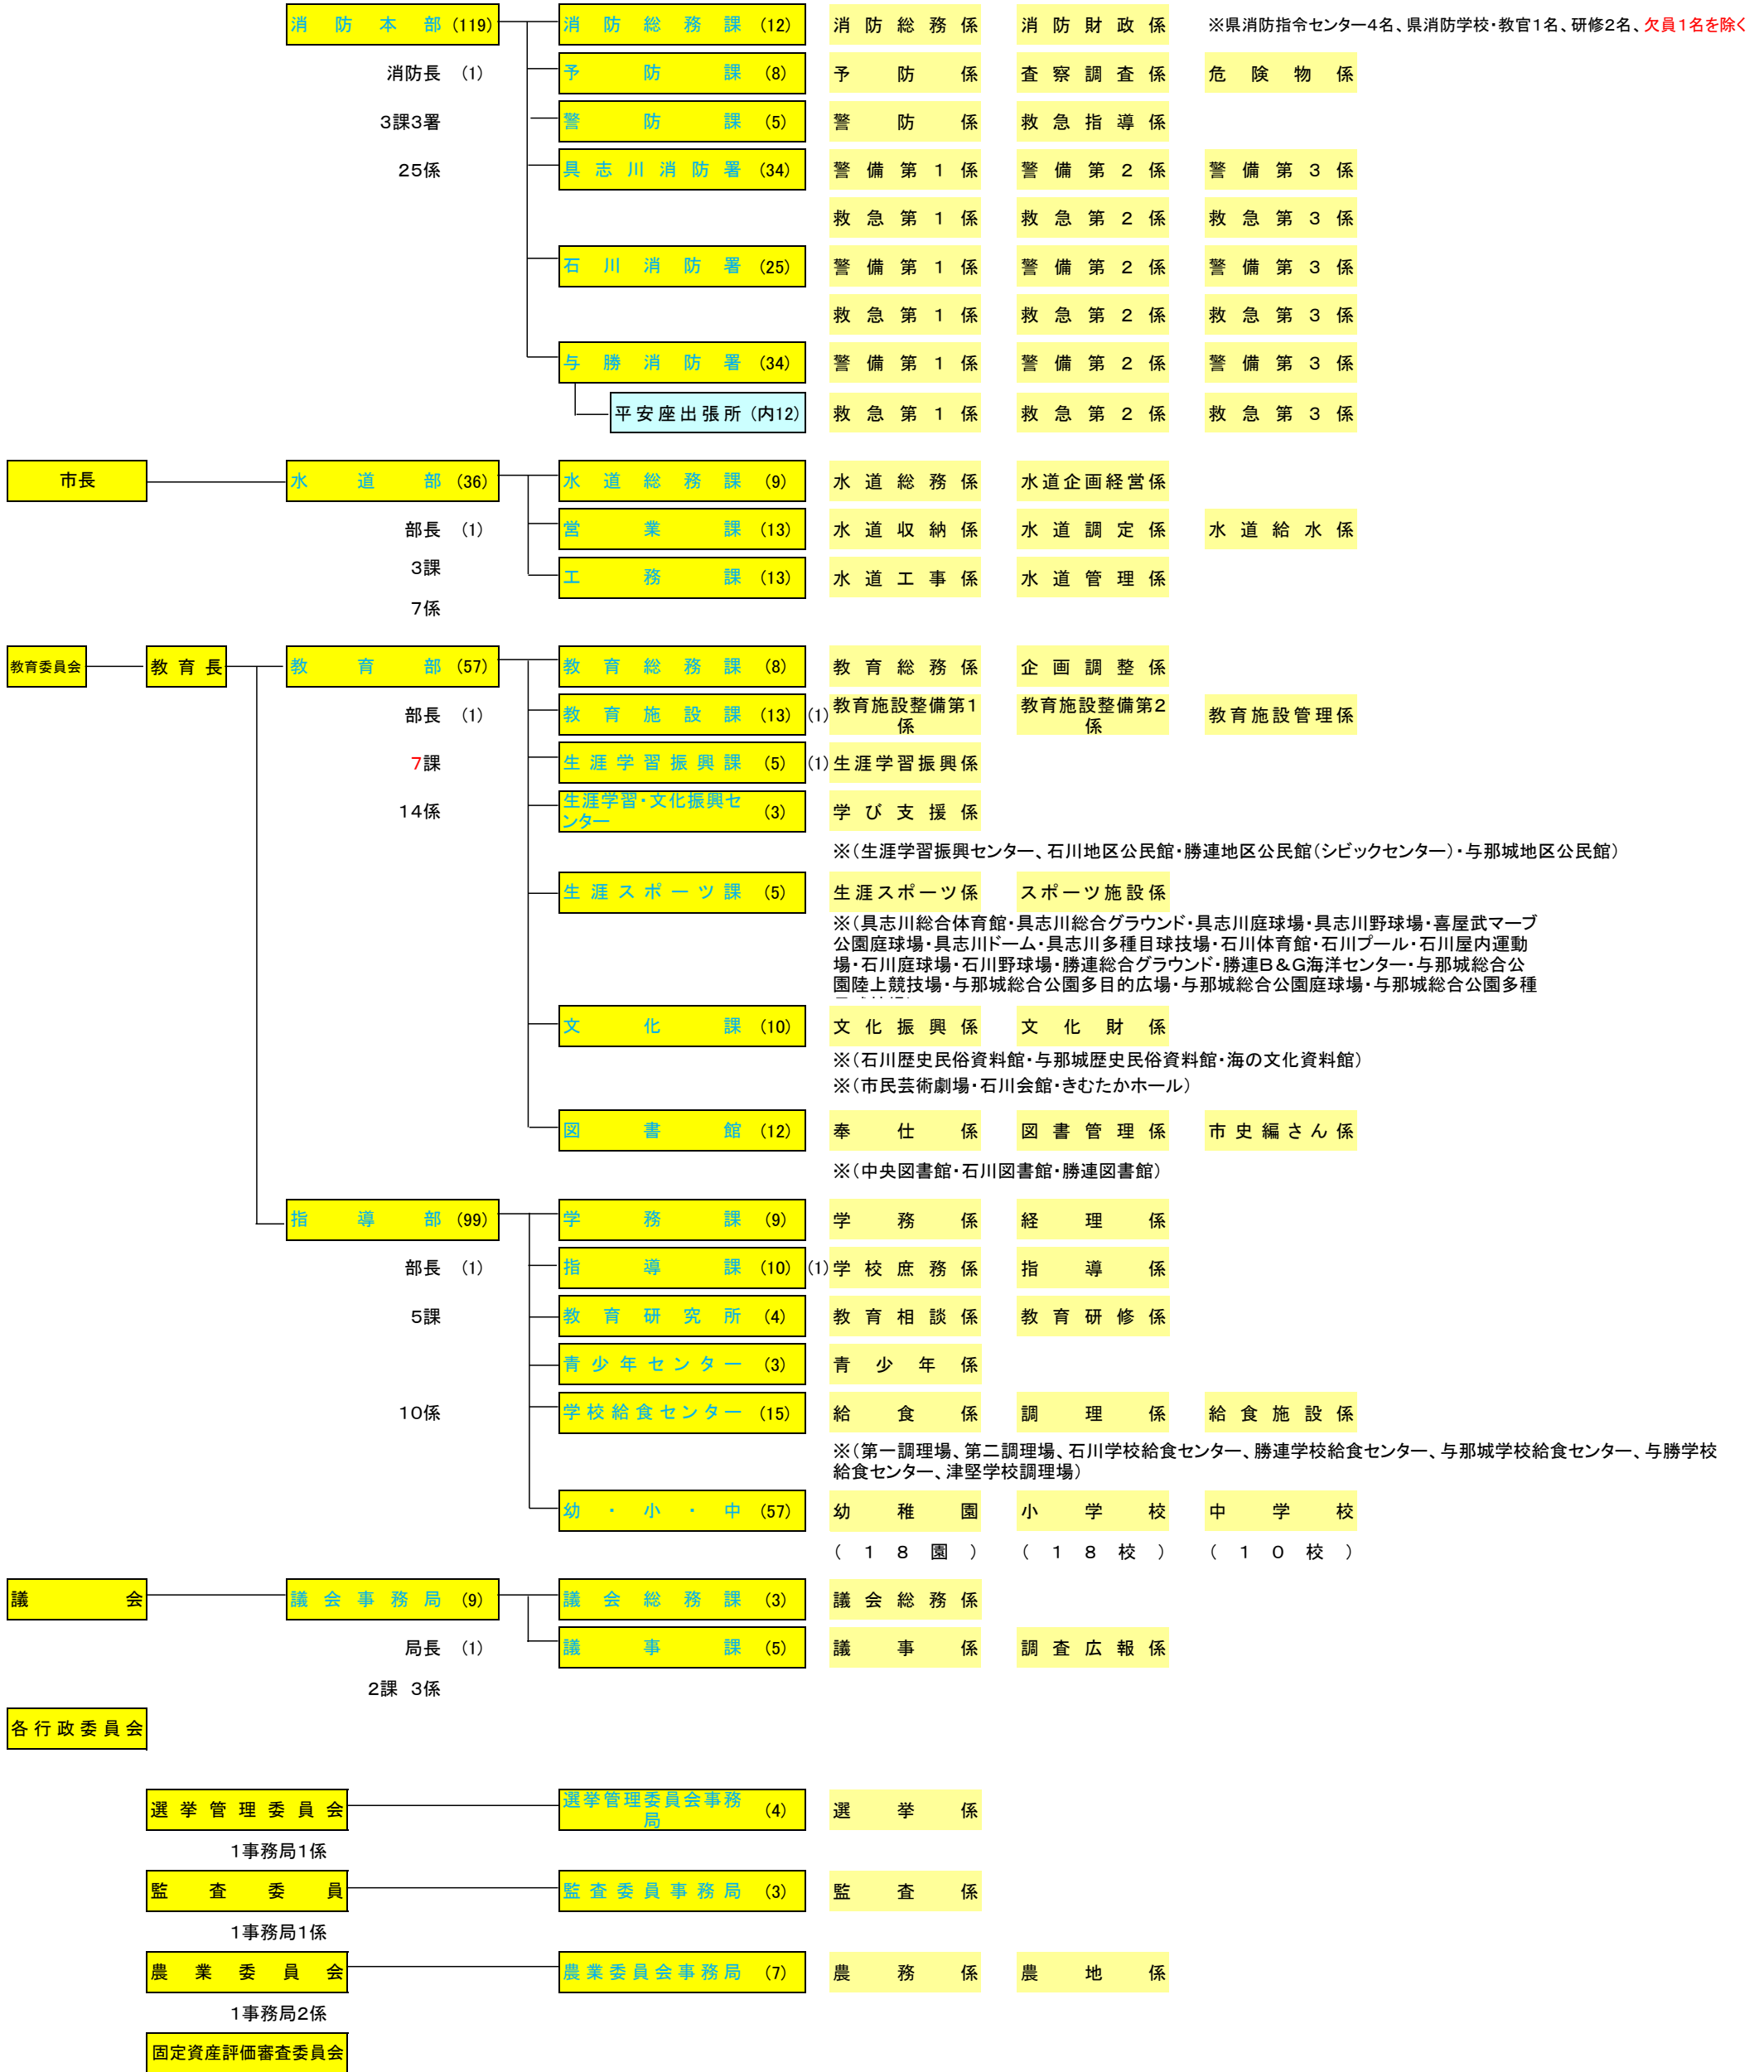 消防本部 (119) 消防総務課 (12) 消防総務係 消防財政係 ※県消防指令センター4名、県消防学校・教官1名、研修2名、欠員1名を除く
消防長 (1) 予防課 (8) 予防係 査察調査係 危険物係
3課3署 警防課 (5) 警防係 救急指導係
25係 具志川消防署 (34) 警備第1係 警備第2係 警備第3係
救急第1係 救急第2係 救急第3係
石川消防署 (25) 警備第1係 警備第2係 警備第3係
救急第1係 救急第2係 救急第3係
与勝消防署 (34) 警備第1係 警備第2係 警備第3係
平安座出張所 (内12) 救急第1係 救急第2係 救急第3係
市長 水道部 (36) 水道総務課 (9) 水道総務係 水道企画経営係
部長 (1) 営業課 (13) 水道収納係 水道調定係 水道給水係
3課 工務課 (13) 水道工事係 水道管理係
7係
教育委員会 教育長 教育部 (57) 教育総務課 (8) 教育総務係 企画調整係
部長 (1) 教育施設課 (13) (1) 教育施設整備第1係 教育施設整備第2係 教育施設管理係
7課 生涯学習振興課 (5) (1) 生涯学習振興係
14係 生涯学習・文化振興センター (3) 学び支援係
※(生涯学習振興センター、石川地区公民館・勝連地区公民館(シビックセンター)・与那城地区公民館)
生涯スポーツ課 (5) 生涯スポーツ係 スポーツ施設係
※(具志川総合体育館・具志川総合グラウンド・具志川庭球場・具志川野球場・喜屋武マーブ
公園庭球場・具志川ドーム・具志川多種目球技場・石川体育館・石川プール・石川屋内運動
場・石川庭球場・石川野球場・勝連総合グラウンド・勝連B&G海洋センター・与那城総合公
園陸上競技場・与那城総合公園多目的広場・与那城総合公園庭球場・与那城総合公園多種
文化課 (10) 文化振興係 文化財係
※(石川歴史民俗資料館・与那城歴史民俗資料館・海の文化資料館)
※(市民芸術劇場・石川会館・きむたかホール)
図書館 (12) 奉仕係 図書管理係 市史編さん係
※(中央図書館・石川図書館・勝連図書館)
指導部 (99) 学務課 (9) 学務係 経理係
部長 (1) 指導課 (10) (1) 学校庶務係 指導係
5課 教育研究所 (4) 教育相談係 教育研修係
青少年センター (3) 青少年係
10係 学校給食センター (15) 給食係 調理係 給食施設係
※(第一調理場、第二調理場、石川学校給食センター、勝連学校給食センター、与那城学校給食センター、与勝学校
給食センター、津堅学校調理場)
幼・小・中 (57) 幼稚園 小学校 中学校
(18園) (18校) (10校)
議会 議会事務局 (9) 議会総務課 (3) 議会総務係
局長 (1) 議事課 (5) 議事係 調査広報係
2課 3係
各行政委員会
選挙管理委員会 選挙管理委員会事務局 (4) 選挙係
1事務局1係
監査委員 監査委員事務局 (3) 監査係
1事務局1係
農業委員会 農業委員会事務局 (7) 農務係 農地係
1事務局2係
固定資産評価審査委員会